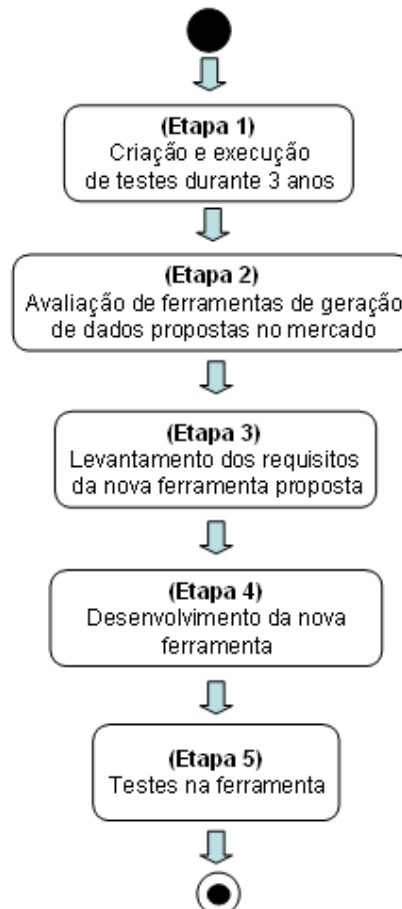 (Etapa 1)
Criação e execução
de testes durante 3 anos
(Etapa 2)
Avaliação de ferramentas de geração
de dados propostas no mercado
(Etapa 3)
Levantamento dos requisitos
da nova ferramenta proposta
(Etapa 4)
Desenvolvimento da nova
ferramenta
(Etapa 5)
Testes na ferramenta